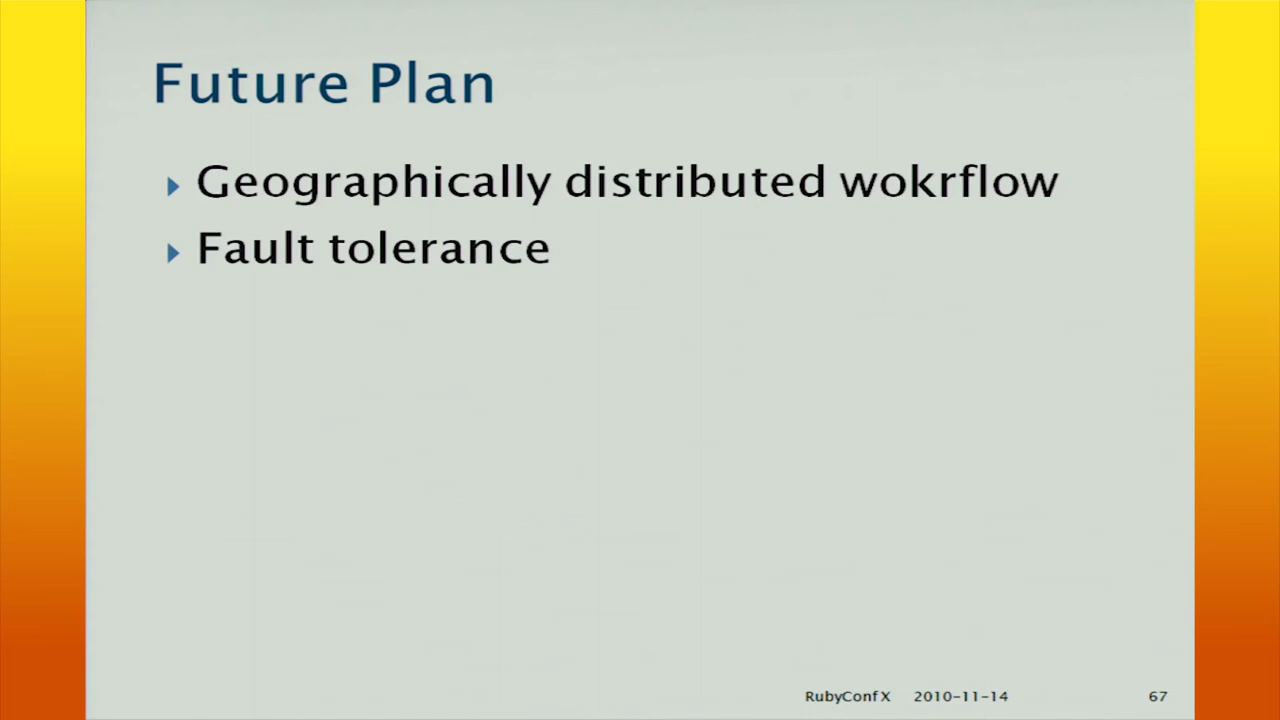 Future Plan
Geographically distributed wokrflow
Fault tolerance
RubyConf X 2010-11-14 67